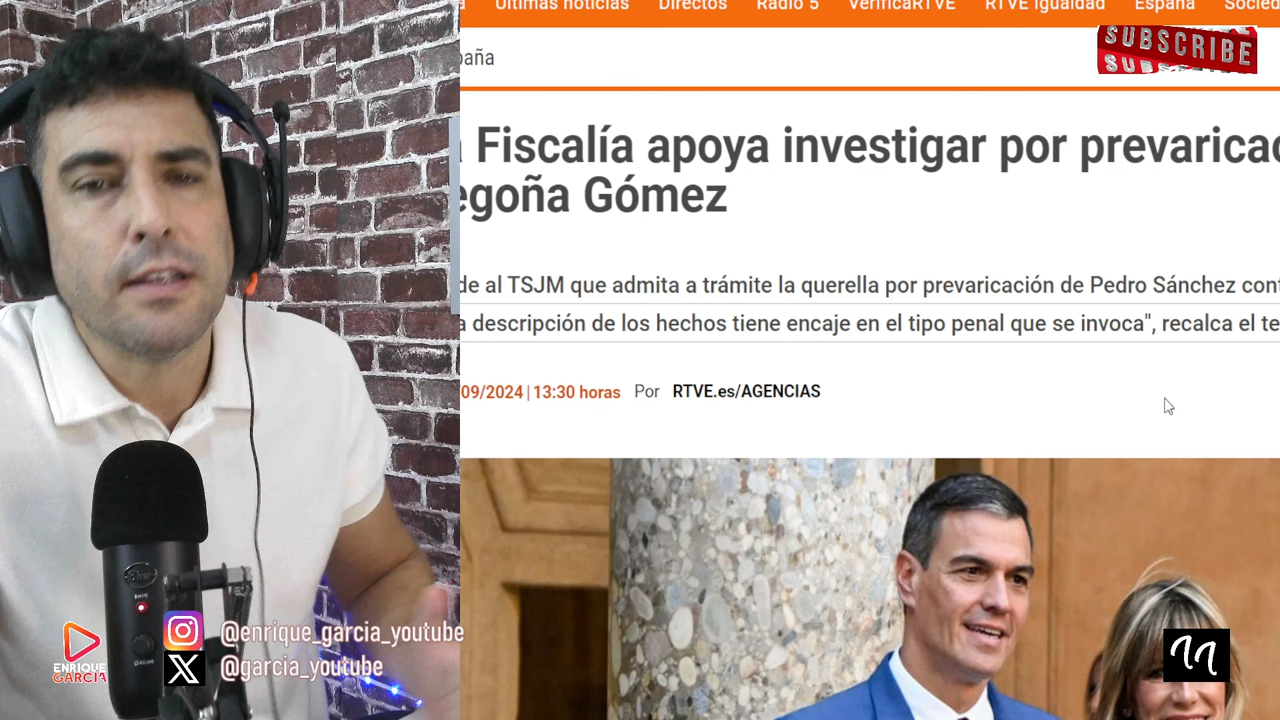 Últimas noticias Directos Radio 5 VerificaRTVE RTVE Igualdad España Socied
SUBSCRIBE
paña
Fiscalía apoya investigar por prevaricac
egoña Gómez
de al TSJM que admita a trámite la querella por prevaricación de Pedro Sánchez cont
a descripción de los hechos tiene encaje en el tipo penal que se invoca", recalca el te
09/2024 | 13:30 horas Por RTVE.es/AGENCIAS
@enrique_garcia_youtube
@garcia_youtube
ENRIQUE
GARCIA